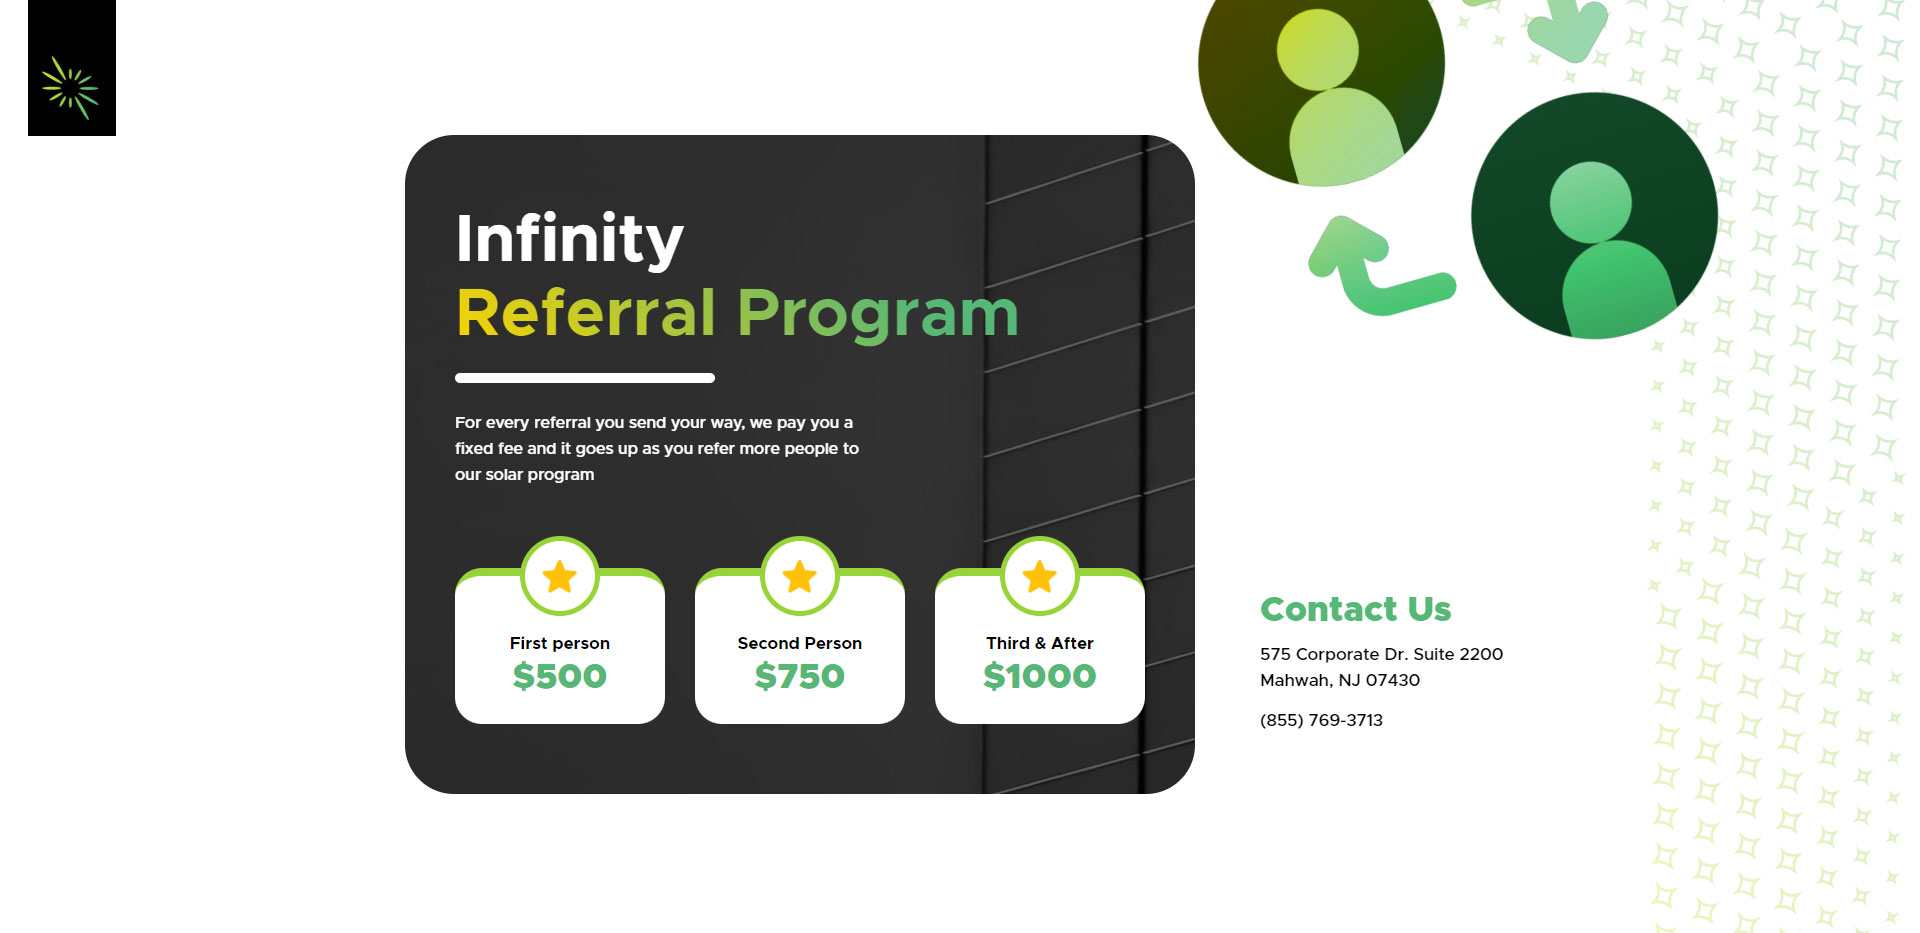 Infinity
Referral Program
For every referral you send your way, we pay you a
fixed fee and it goes up as you refer more people to
our solar program
First person
$500
Second Person
$750
Third & After
$1000
Contact Us
575 Corporate Dr. Suite 2200
Mahwah, NJ 07430
(855) 769-3713